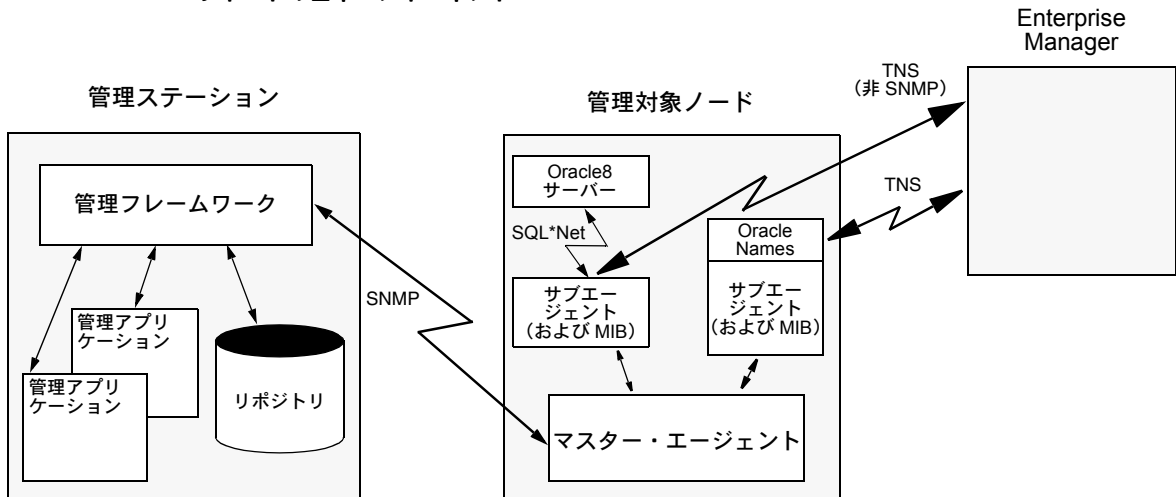 Enterprise
Manager
TNS
（非 SNMP）
管理ステーション
管理対象ノード
Oracle8
サーバー
管理フレームワーク
TNS
SQL*Net
Oracle
Names
SNMP
サブエー
ジェント
（および MIB）
サブエー
ジェント
（および MIB）
管理アプリ
ケーション
管理アプリ
ケーション
リポジトリ
マスター・エージェント